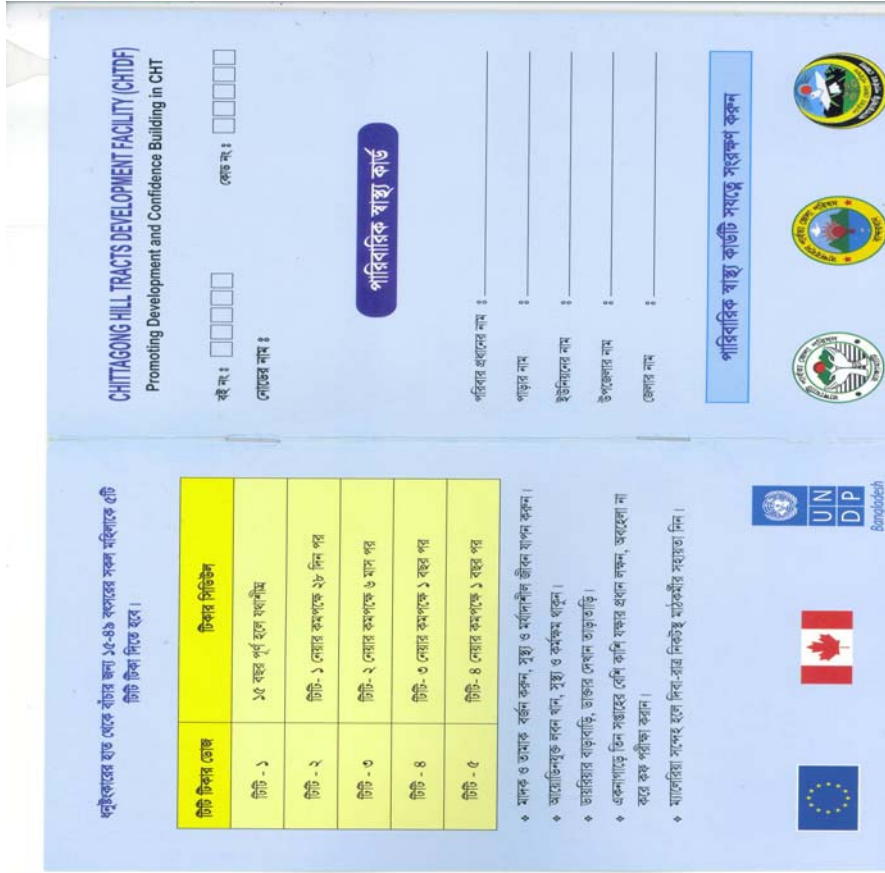 CHITTAGONG HILL TRACTS DEVELOPMENT FACILITY (CHTDF)
Promoting Development and Confidence Building in CHT
বই নং ঃ কোড নং ঃ
নোডের নাম ঃ
পারিবারিক স্বাস্থ্য কার্ড
পরিবার প্রধানের নাম ঃ
পাড়ার নাম ঃ
ইউনিয়নের নাম ঃ
উপজেলার নাম ঃ
জেলার নাম ঃ
পারিবারিক স্বাস্থ্য কার্ডটি সযত্নে সংরক্ষণ করুন
ধনুষ্টংকারের হাত থেকে বাঁচার জন্য ১৫-৪৯ বৎসরের সকল মহিলাকে ৫টি
টিটি টিকা দিতে হবে।
টিটি টিকার ডোজ টিকার সিডিউল
টিটি - ১ ১৫ বছর পূর্ণ হলে যথাশীঘ্র
টিটি - ২ টিটি- ১ নেয়ার কমপক্ষে ২৮ দিন পর
টিটি - ৩ টিটি- ২ নেয়ার কমপক্ষে ৬ মাস পর
টিটি - ৪ টিটি- ৩ নেয়ার কমপক্ষে ১ বছর পর
টিটি - ৫ টিটি- ৪ নেয়ার কমপক্ষে ১ বছর পর
মাদক ও তামাক বর্জন করুন, সুস্থ্য ও মর্যাদাশীল জীবন যাপন করুন।
আয়োডিনযুক্ত লবন খান, সুস্থ্য ও কর্মক্ষম থাকুন।
ডায়রিয়ার বাড়াবাড়ি, ডাক্তার দেখান তাড়াতাড়ি।
একনাগাড়ে তিন সপ্তাহের বেশি কাশি যক্ষার প্রধান লক্ষন, অবহেলা না
করে কফ পরীক্ষা করান।
ম্যালেরিয়া সন্দেহ হলে দিবা-রাত্র নিকটস্থ মাঠকর্মীর সহায়তা নিন।
UN
DP
Bangladesh